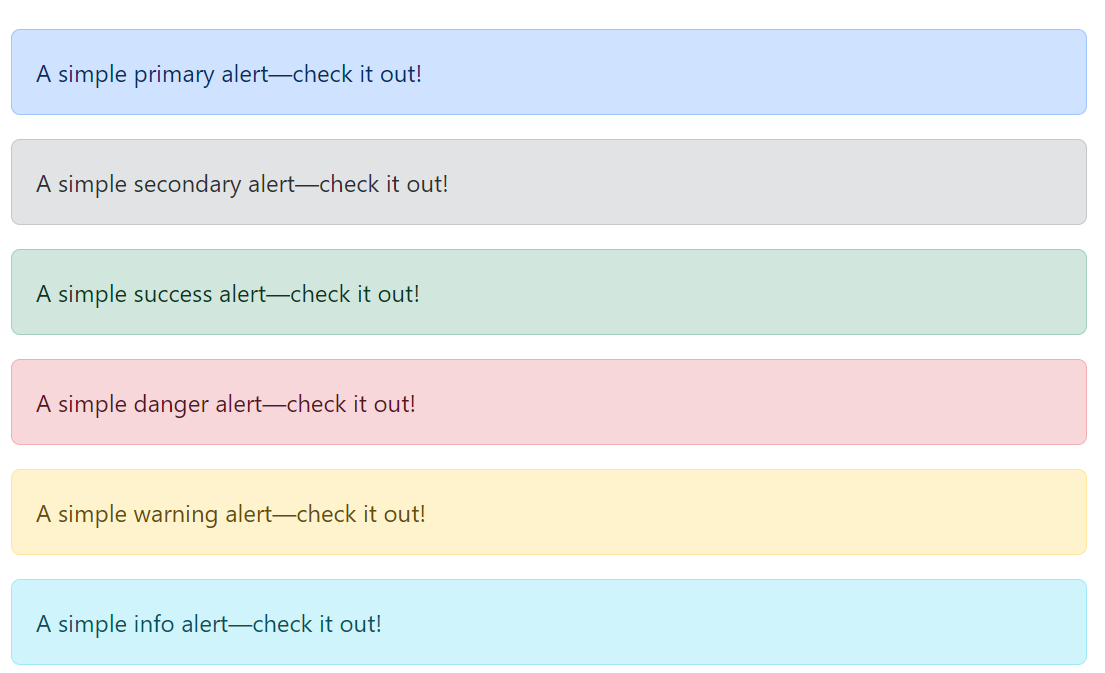 A simple primary alert—check it out!
A simple secondary alert—check it out!
A simple success alert—check it out!
A simple danger alert—check it out!
A simple warning alert—check it out!
A simple info alert—check it out!